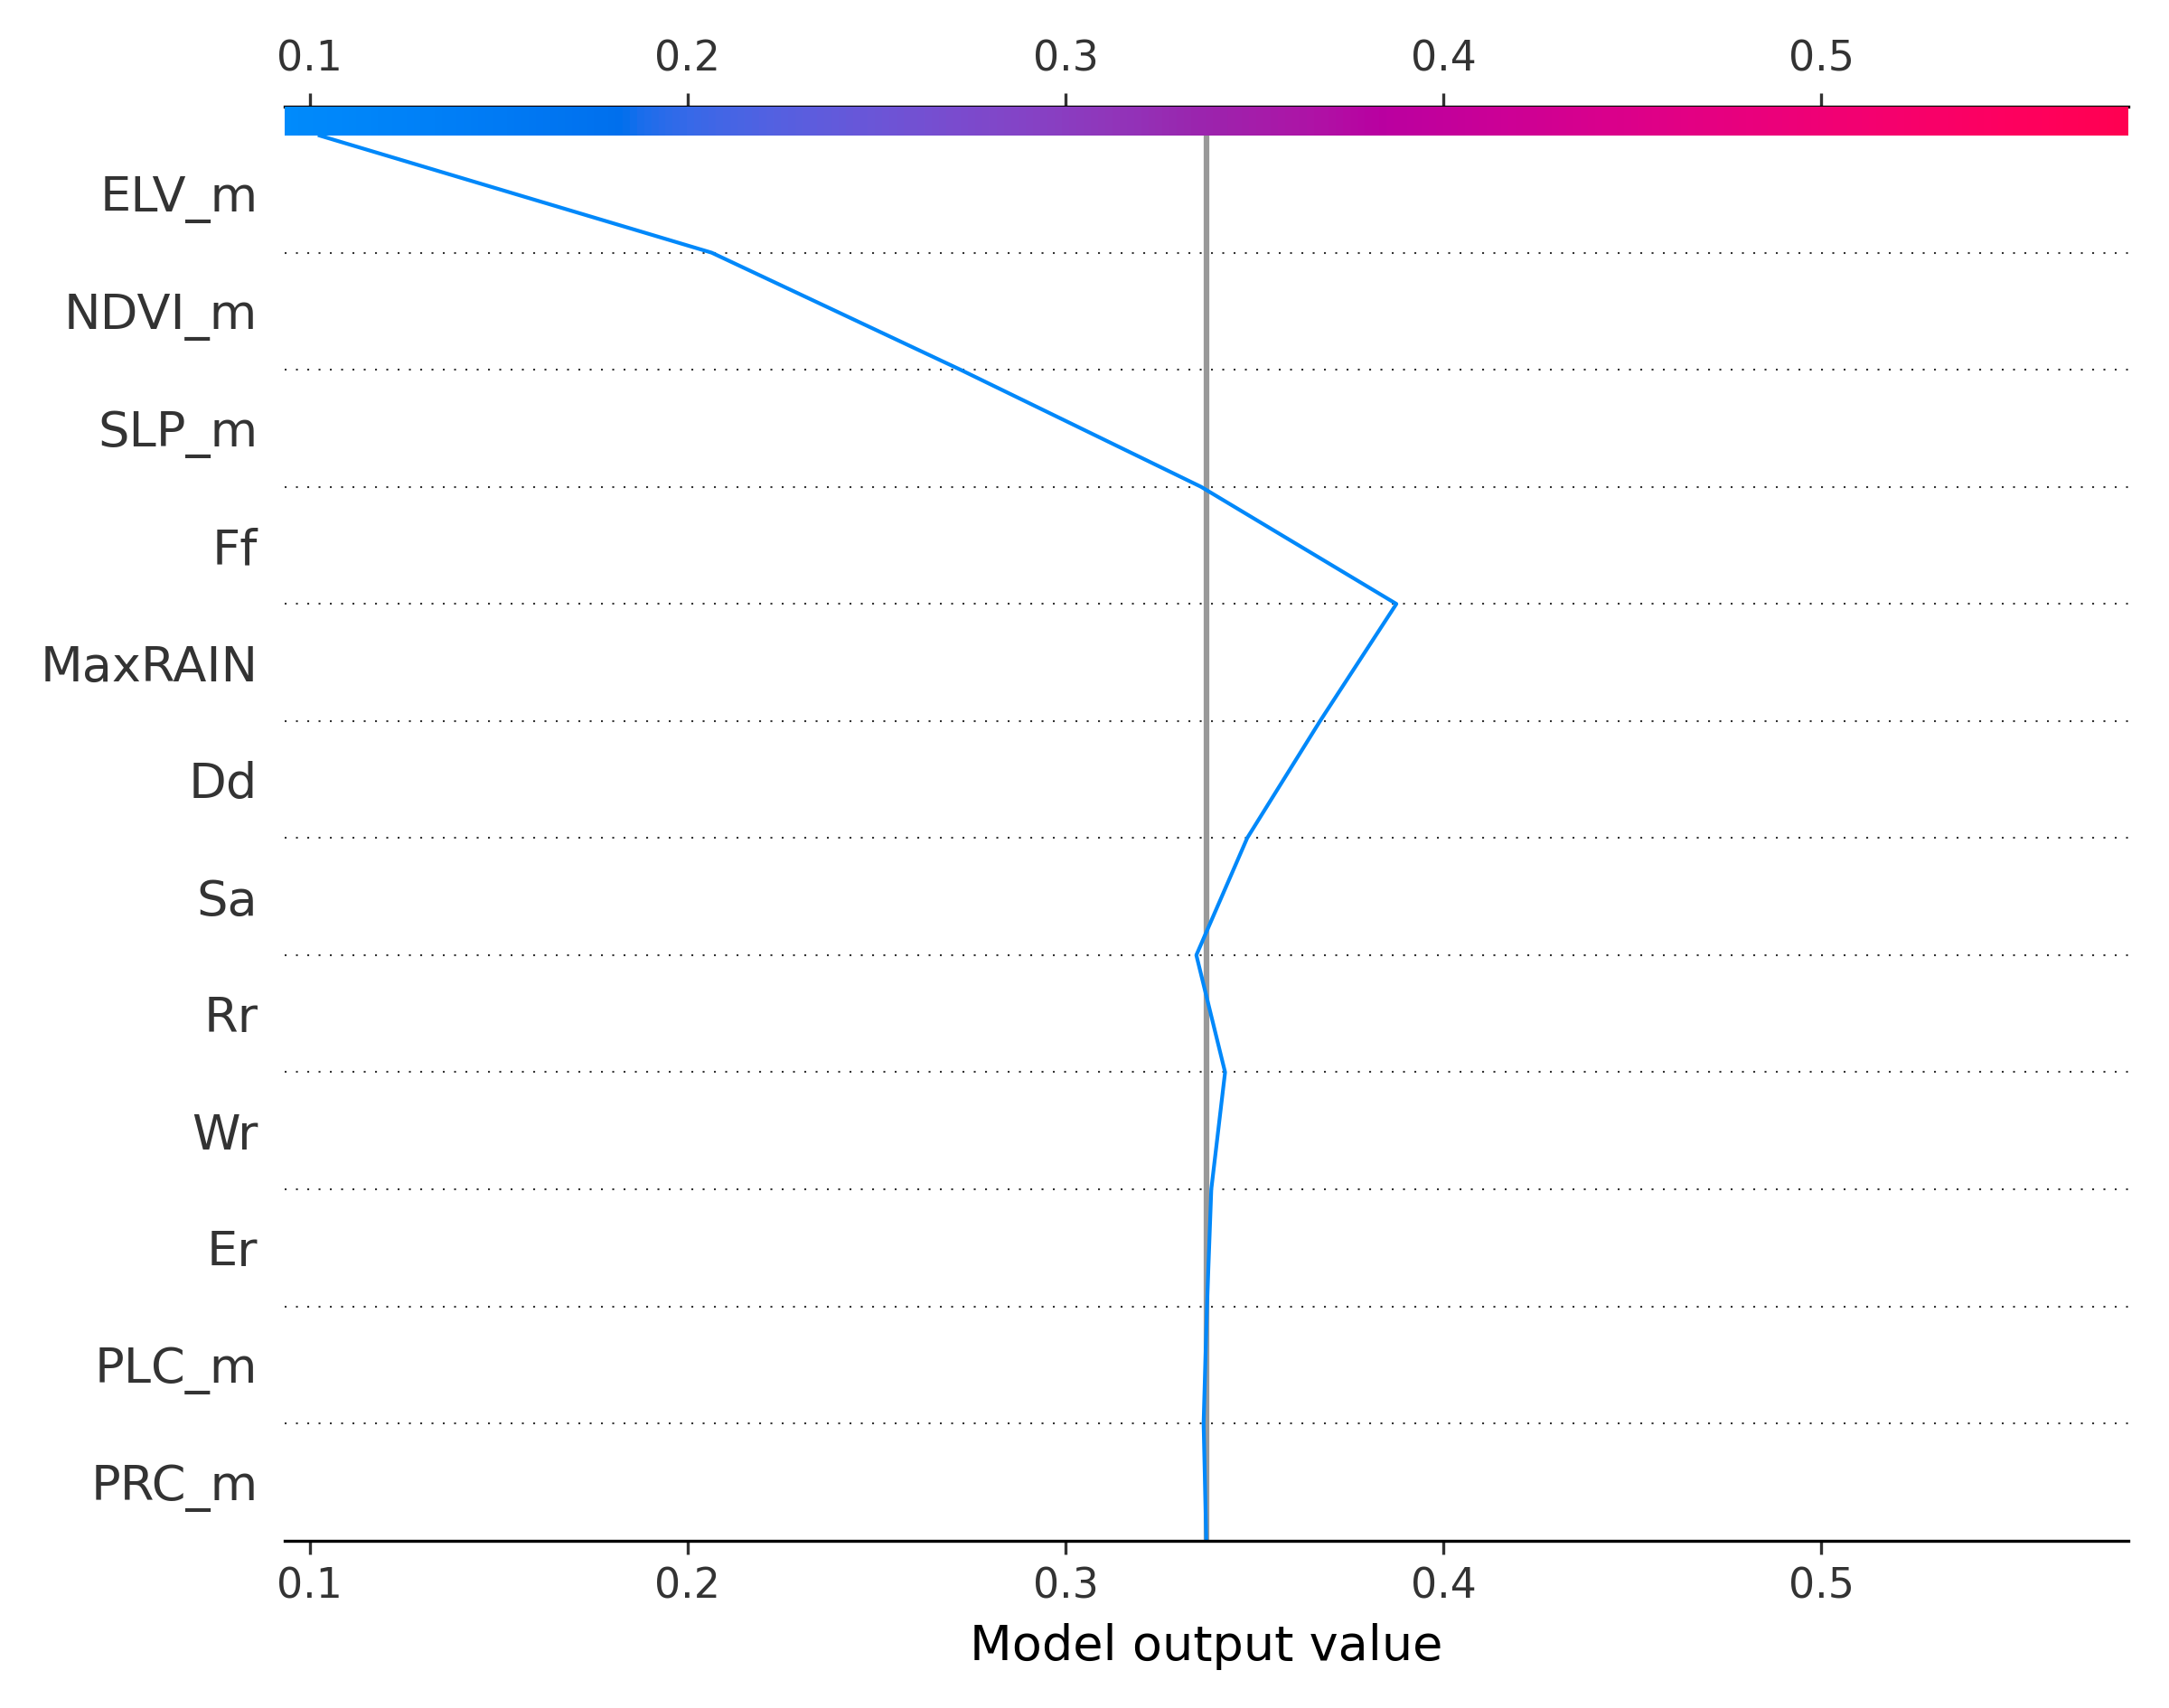 0.1 0.2 0.3 0.4 0.5
ELV_m
NDVI_m
SLP_m
Ff
MaxRAIN
Dd
Sa
Rr
Wr
Er
PLC_m
PRC_m
0.1 0.2 0.3 0.4 0.5
Model output value